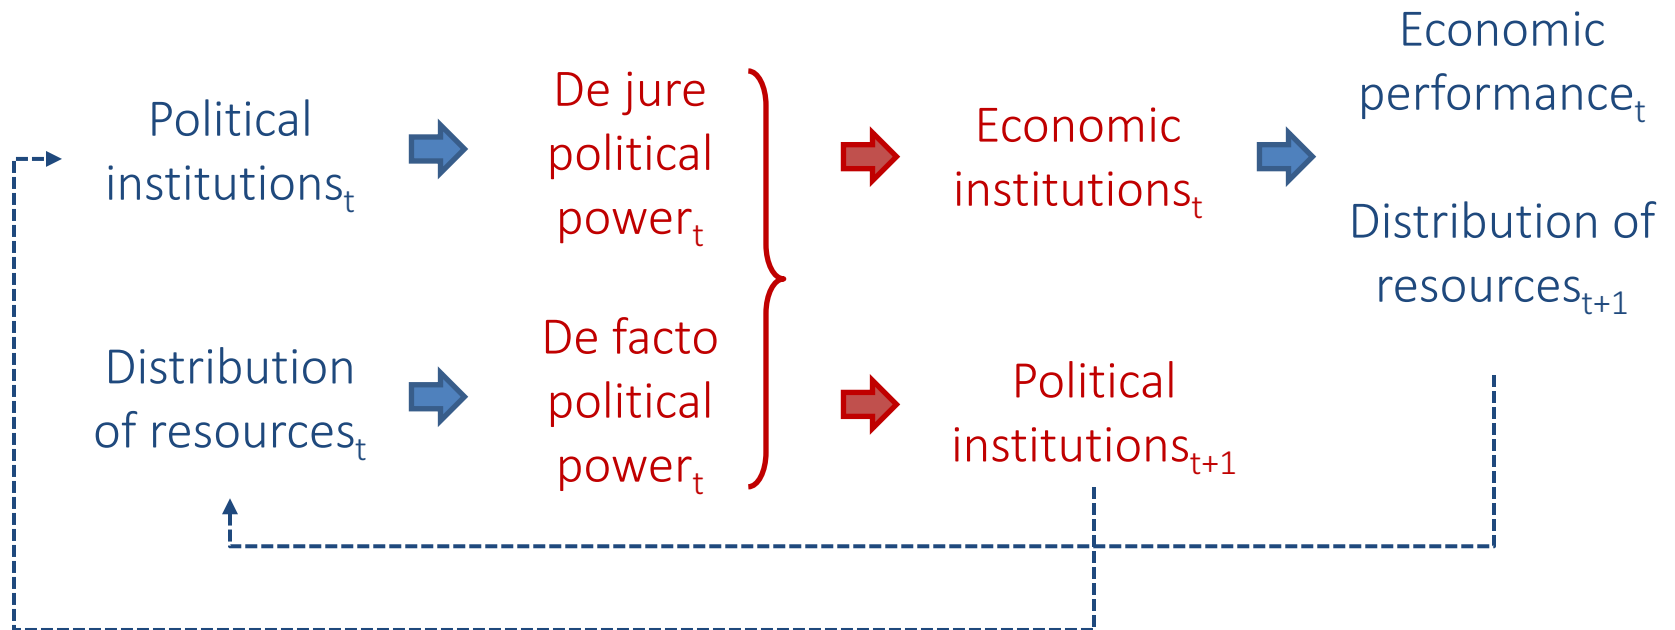 Political
institutionsₜ
De jure
political
powerₜ
Economic
institutionsₜ
Economic
performanceₜ
Distribution of
resourcesₜ₊₁
Distribution
of resourcesₜ
De facto
political
powerₜ
Political
institutionsₜ₊₁